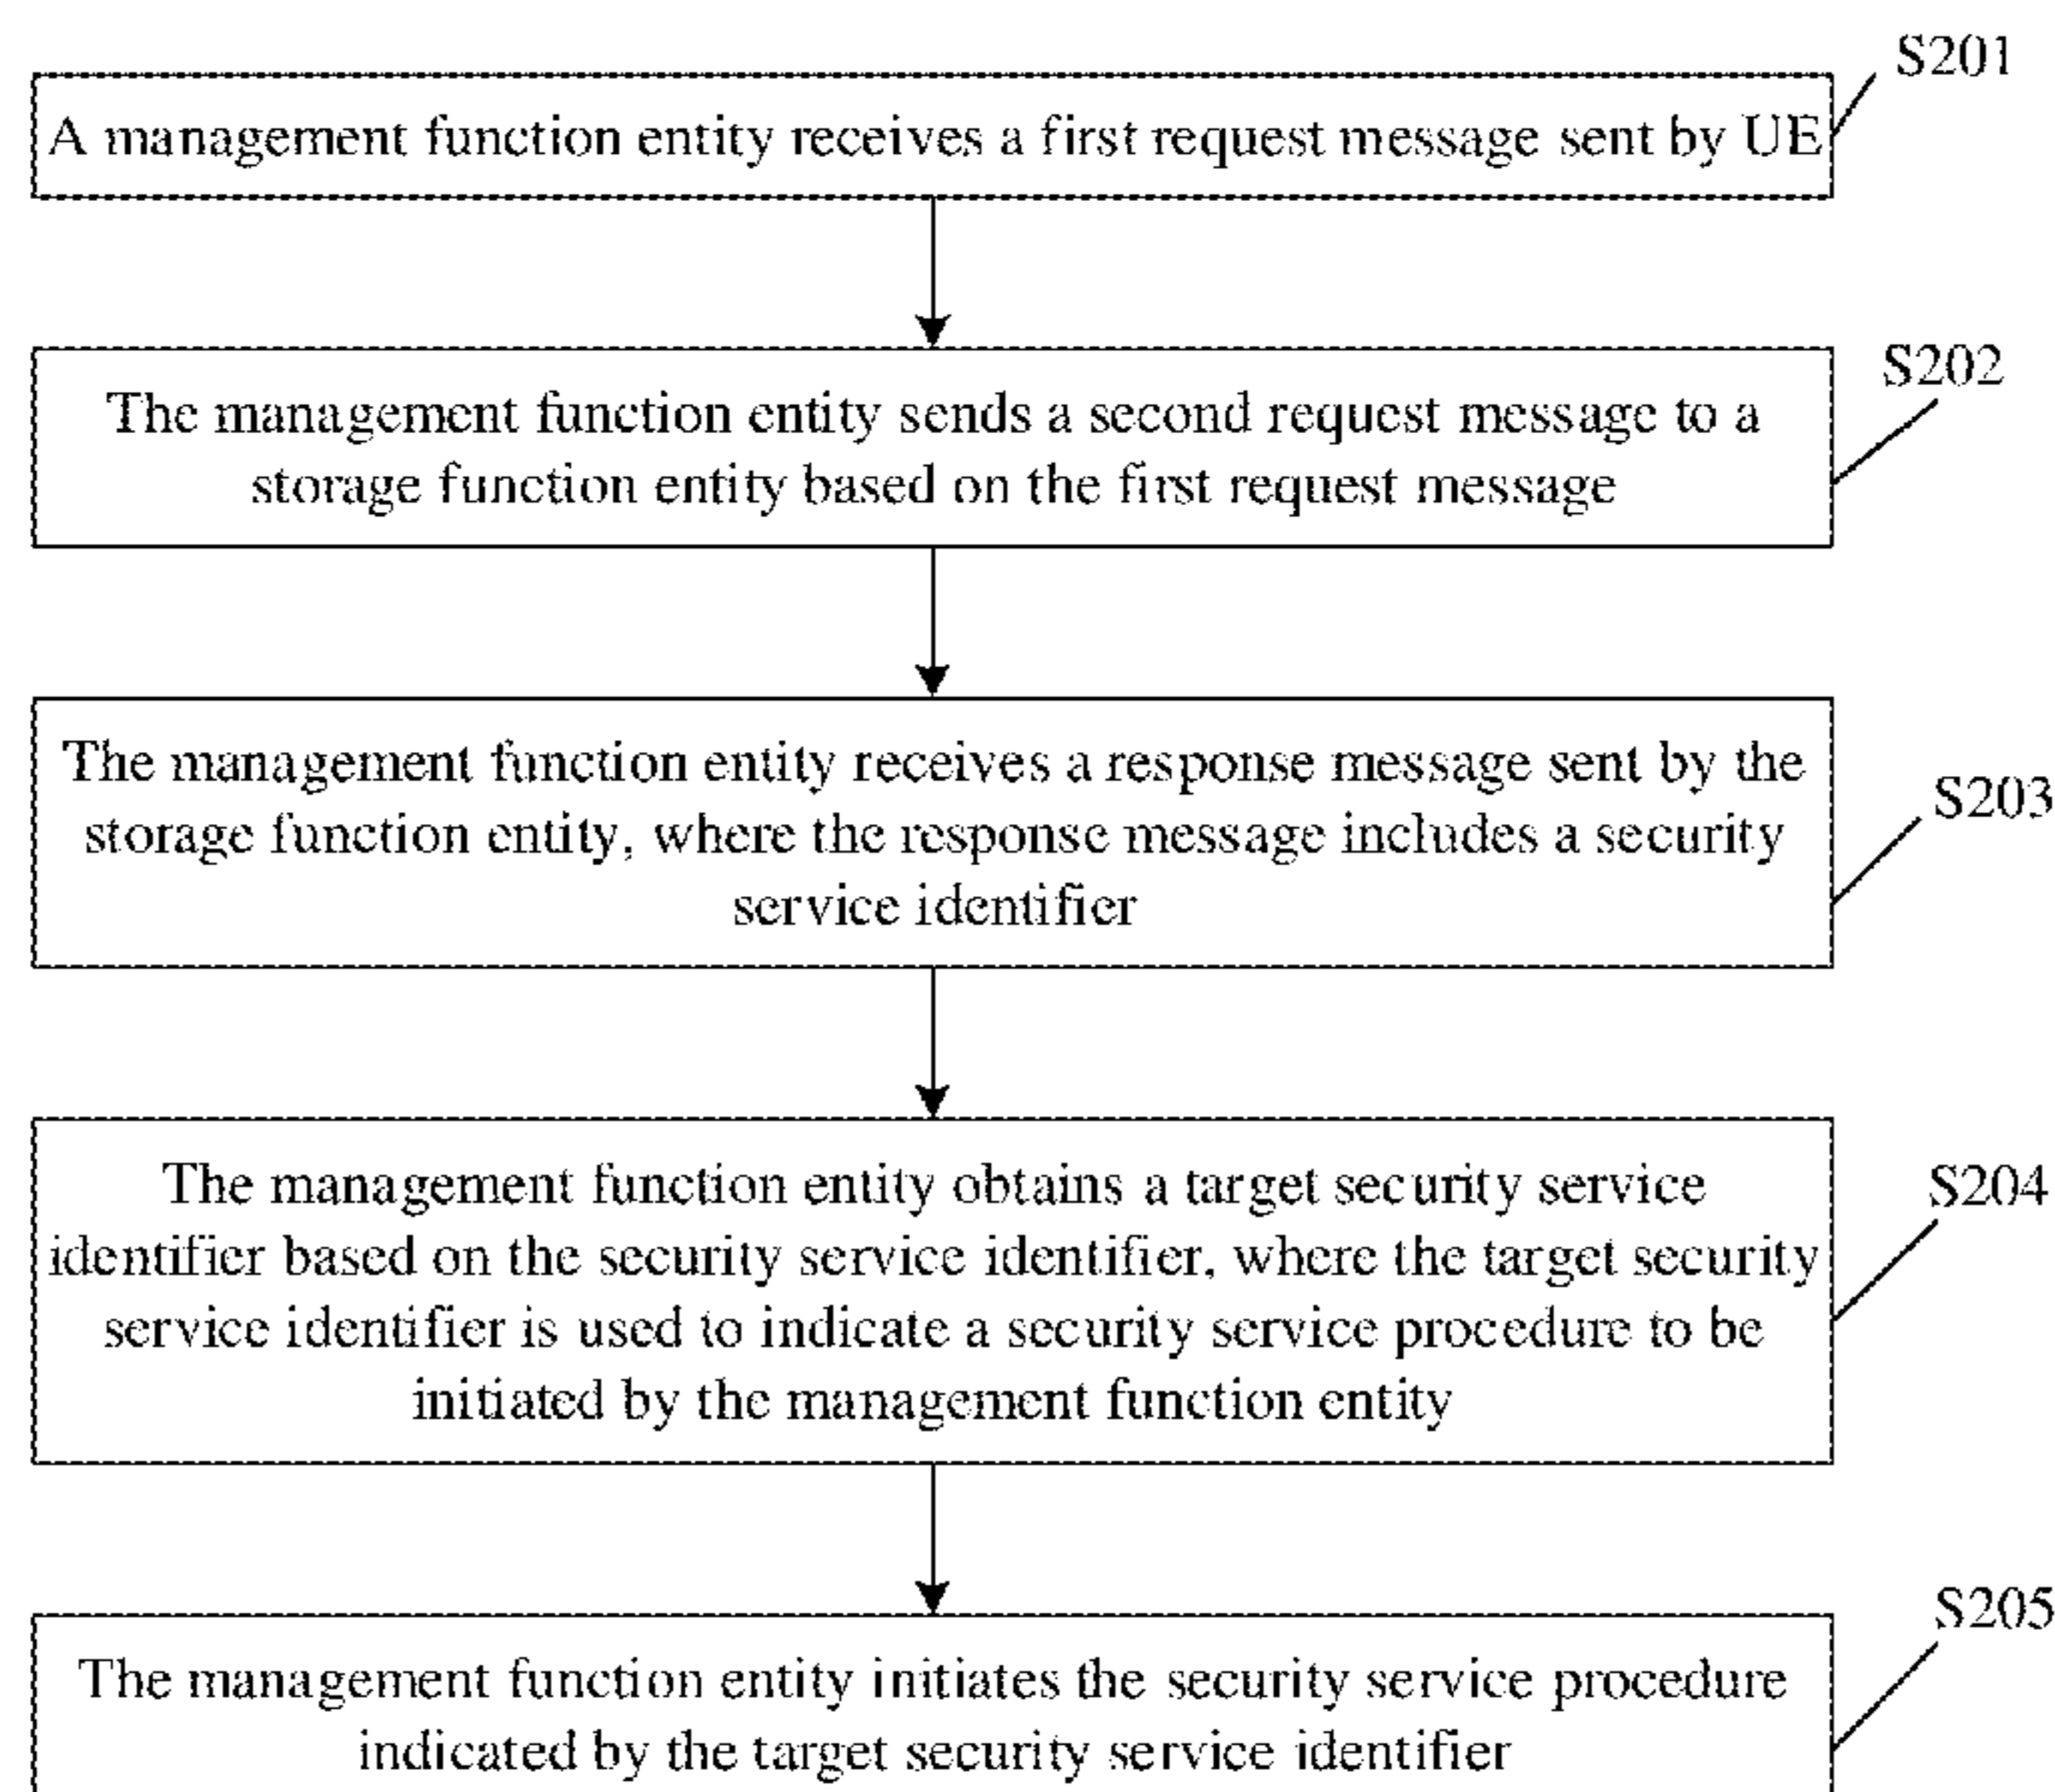 S201
A management function entity receives a first request message sent by UE
S202
The management function entity sends a second request message to a
storage function entity based on the first request message
The management function entity receives a response message sent by the
S203
storage function entity, where the response message includes a security
service identifier
The management function entity obtains a target security service
S204
identifier based on the security service identifier, where the target security
service identifier is used to indicate a security service procedure to be
initiated by the management function entity
S205
The management function entity initiates the security service procedure
indicated by the target security service identifier